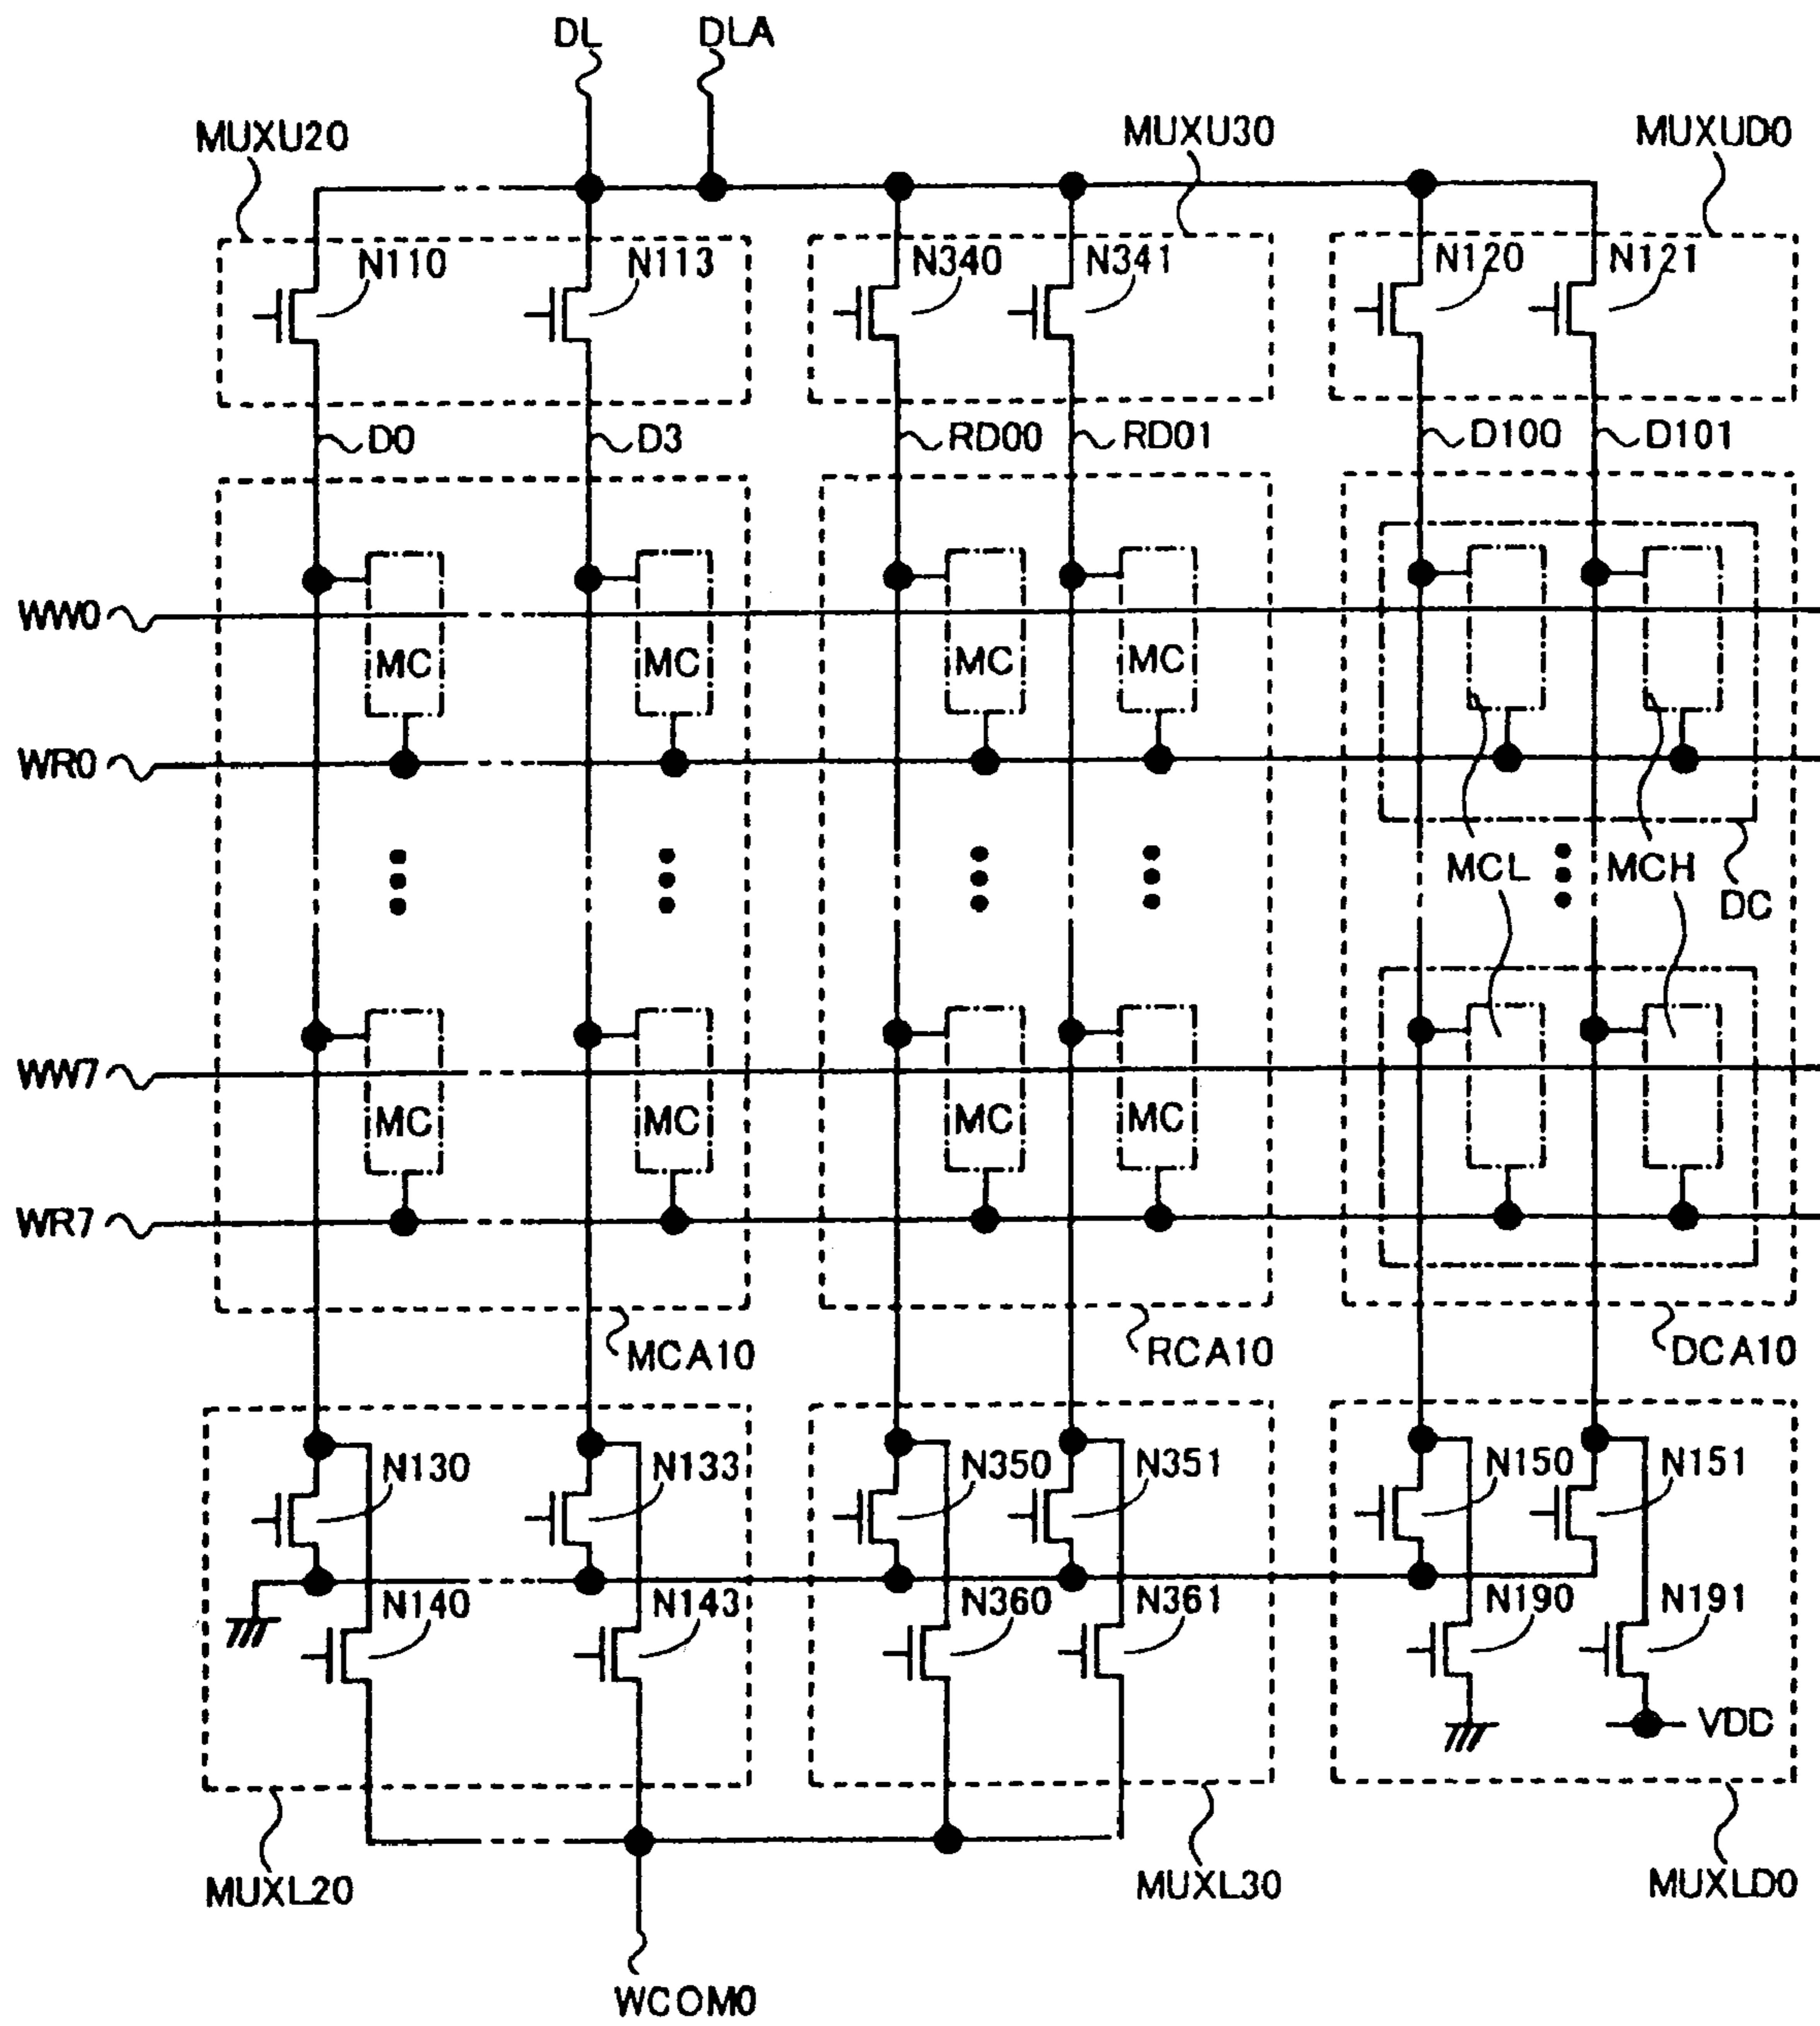 DL DLA
MUXU20 MUXU30 MUXUD0
N110 N113 N340 N341 N120 N121
D0 D3 RD00 RD01 D100 D101
WW0
MC MC MC MC
WR0
MCL MCH
DC
WW7
MC MC MC MC
WR7
MCA10 RCA10 DCA10
N130 N133 N350 N351 N150 N151
N140 N143 N360 N361 N190 N191
VDD
MUXL20 MUXL30 MUXLD0
WCOM0